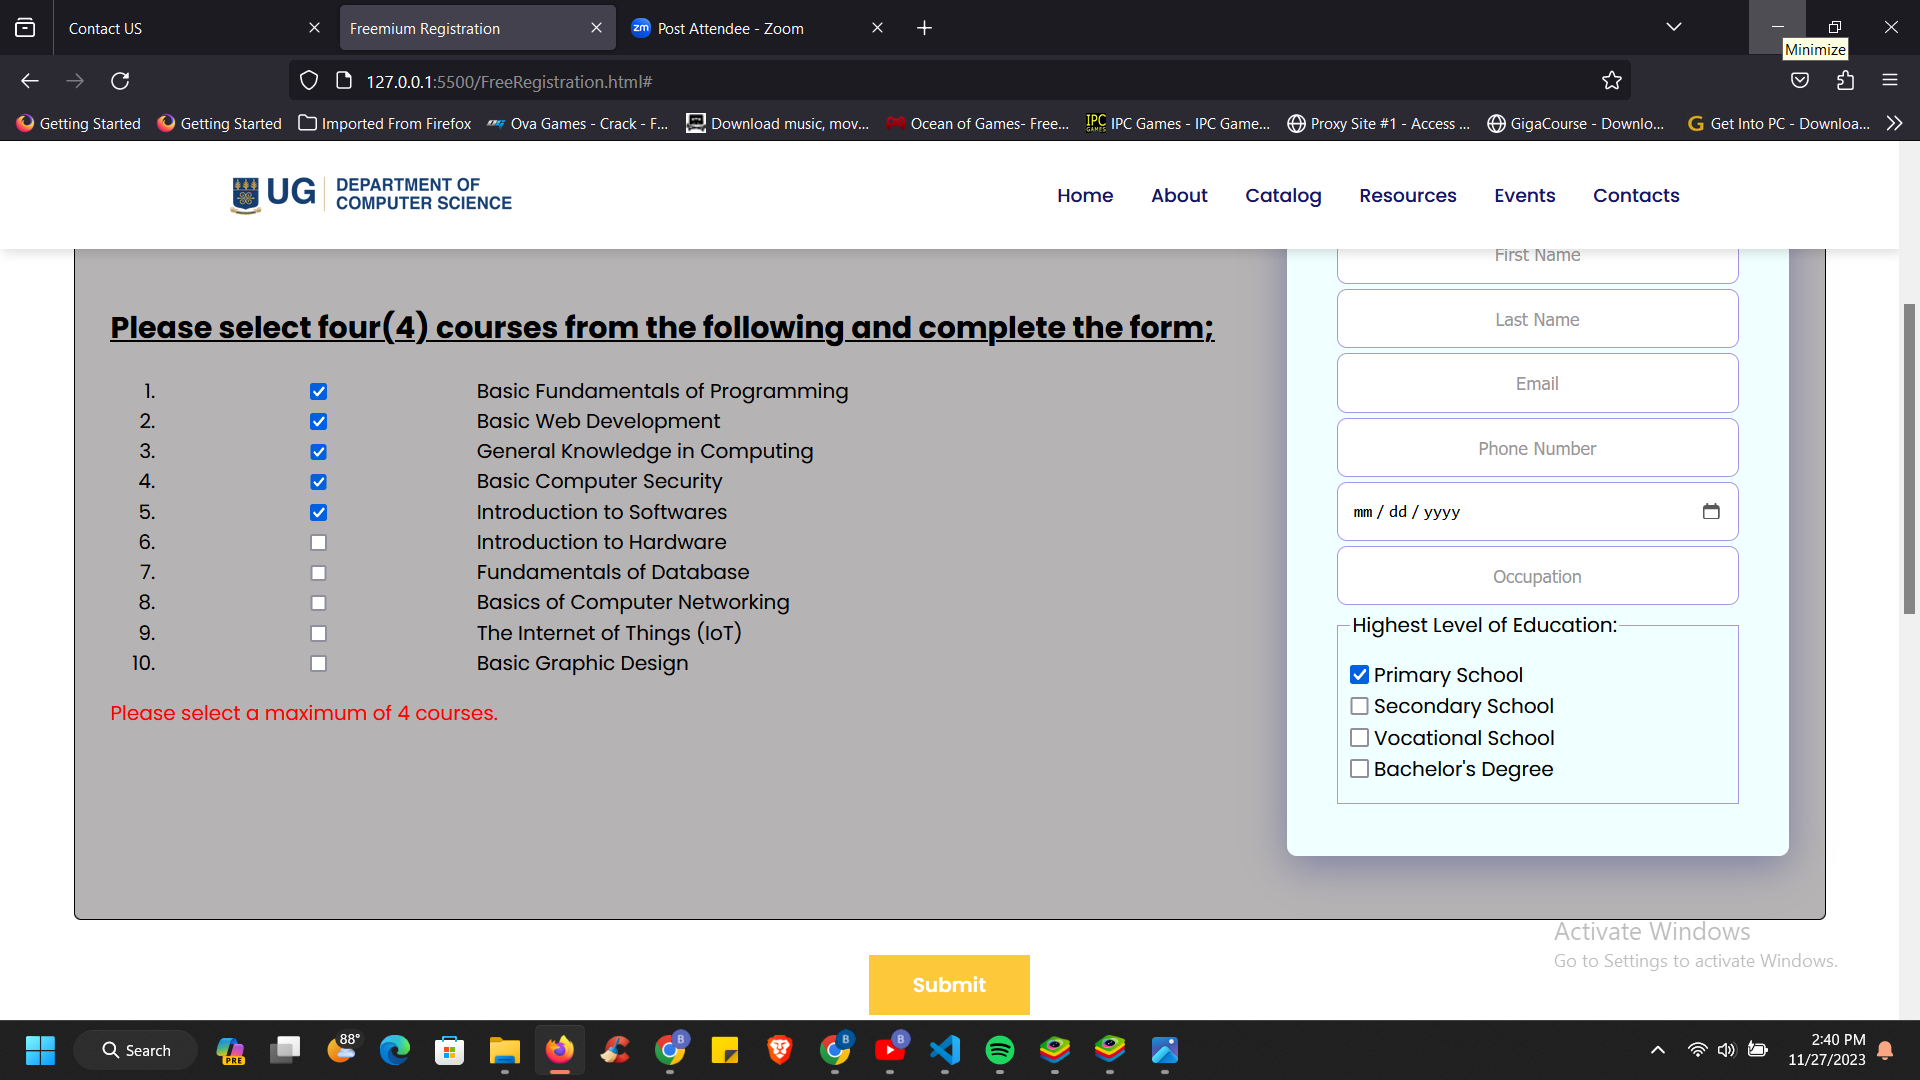 Contact US
Freemium Registration
zm Post Attendee - Zoom
Minimize
127.0.0.1:5500/FreeRegistration.html#
Getting Started
Getting Started
Imported From Firefox
Ova Games - Crack - F...
Download music, mov...
Ocean of Games- Free...
IPC GAMES IPC Games - IPC Game...
Proxy Site #1 - Access ...
GigaCourse - Downlo...
G Get Into PC - Downloa...
UG DEPARTMENT OF
COMPUTER SCIENCE
Home
About
Catalog
Resources
Events
Contacts
Please select four(4) courses from the following and complete the form;
1. Basic Fundamentals of Programming
2. Basic Web Development
3. General Knowledge in Computing
4. Basic Computer Security
5. Introduction to Softwares
6. Introduction to Hardware
7. Fundamentals of Database
8. Basics of Computer Networking
9. The Internet of Things (IoT)
10. Basic Graphic Design
Please select a maximum of 4 courses.
First Name
Last Name
Email
Phone Number
mm / dd / yyyy
Occupation
Highest Level of Education:
Primary School
Secondary School
Vocational School
Bachelor's Degree
Submit
Activate Windows
Go to Settings to activate Windows.
Search
PRE
88°
B
B
B
2:40 PM
11/27/2023